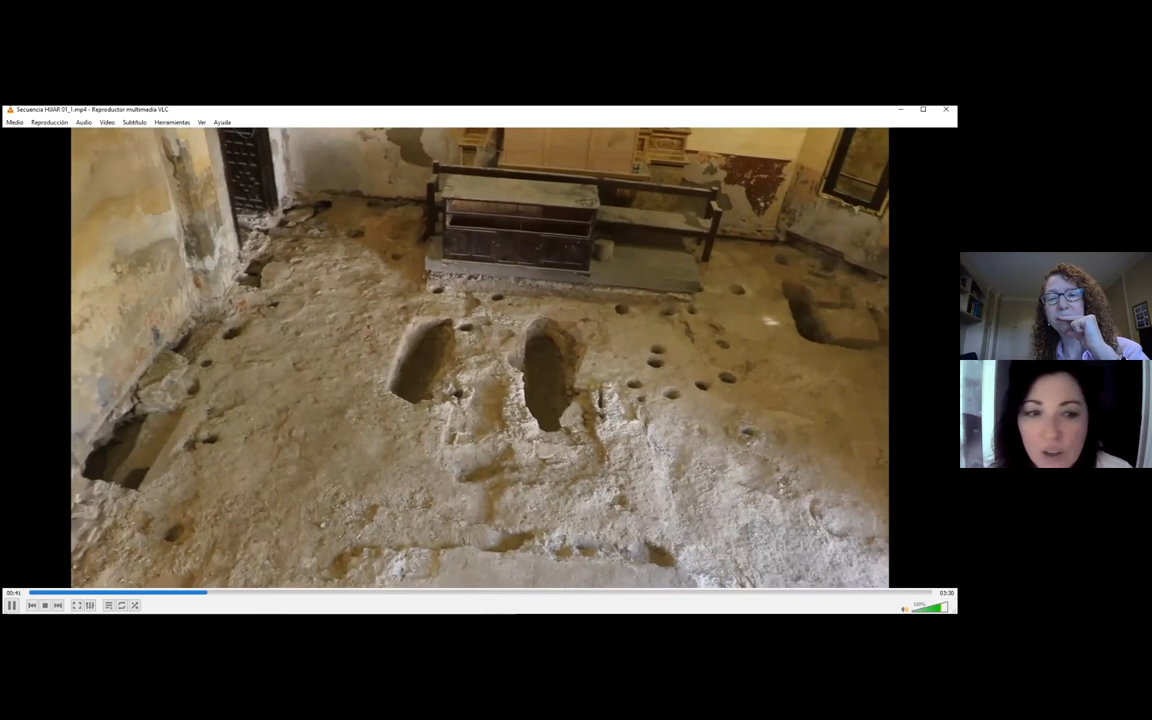 Secuencia HIJAR 01_1.mp4 - Reproductor multimedia VLC
Medio Reproducción Audio Vídeo Subtítulo Herramientas Ver Ayuda
00:41
03:30
100%